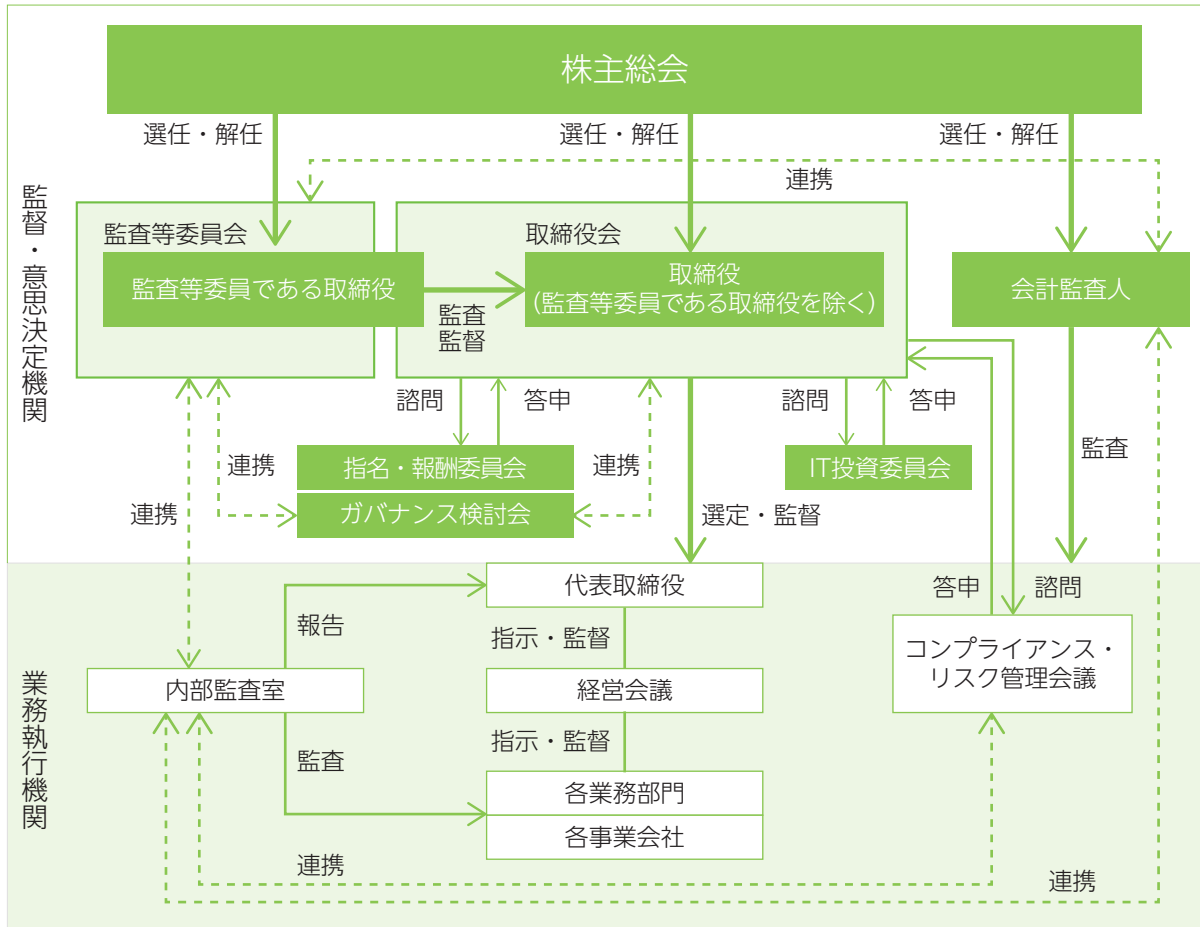 株主総会
選任・解任
選任・解任
選任・解任
連携
監督・意思決定機関
監査等委員会
取締役会
監査等委員である取締役
取締役
(監査等委員である取締役を除く)
会計監査人
監査
監督
諮問
答申
諮問
答申
監査
連携
指名・報酬委員会
連携
IT投資委員会
ガバナンス検討会
連携
選定・監督
業務執行機関
代表取締役
答申
諮問
報告
指示・監督
コンプライアンス・
リスク管理会議
内部監査室
経営会議
指示・監督
監査
各業務部門
各事業会社
連携
連携